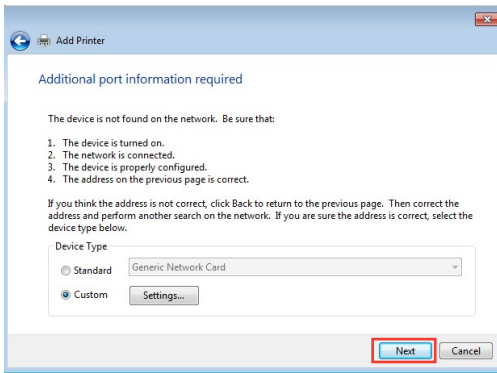 Add Printer
Additional port information required
The device is not found on the network. Be sure that:
1. The device is turned on.
2. The network is connected.
3. The device is properly configured.
4. The address on the previous page is correct.
If you think the address is not correct, click Back to return to the previous page. Then correct the
address and perform another search on the network. If you are sure the address is correct, select the
device type below.
Device Type
Standard
Generic Network Card
Custom
Settings...
Next
Cancel